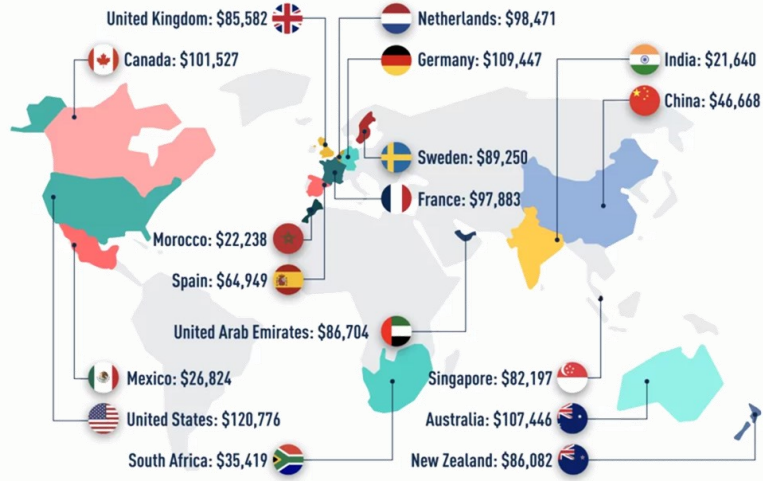 United Kingdom: $85,582
Netherlands: $98,471
Canada: $101,527
Germany: $109,447
India: $21,640
China: $46,668
Sweden: $89,250
France: $97,883
Morocco: $22,238
Spain: $64,949
United Arab Emirates: $86,704
Mexico: $26,824
Singapore: $82,197
United States: $120,776
Australia: $107,446
South Africa: $35,419
New Zealand: $86,082